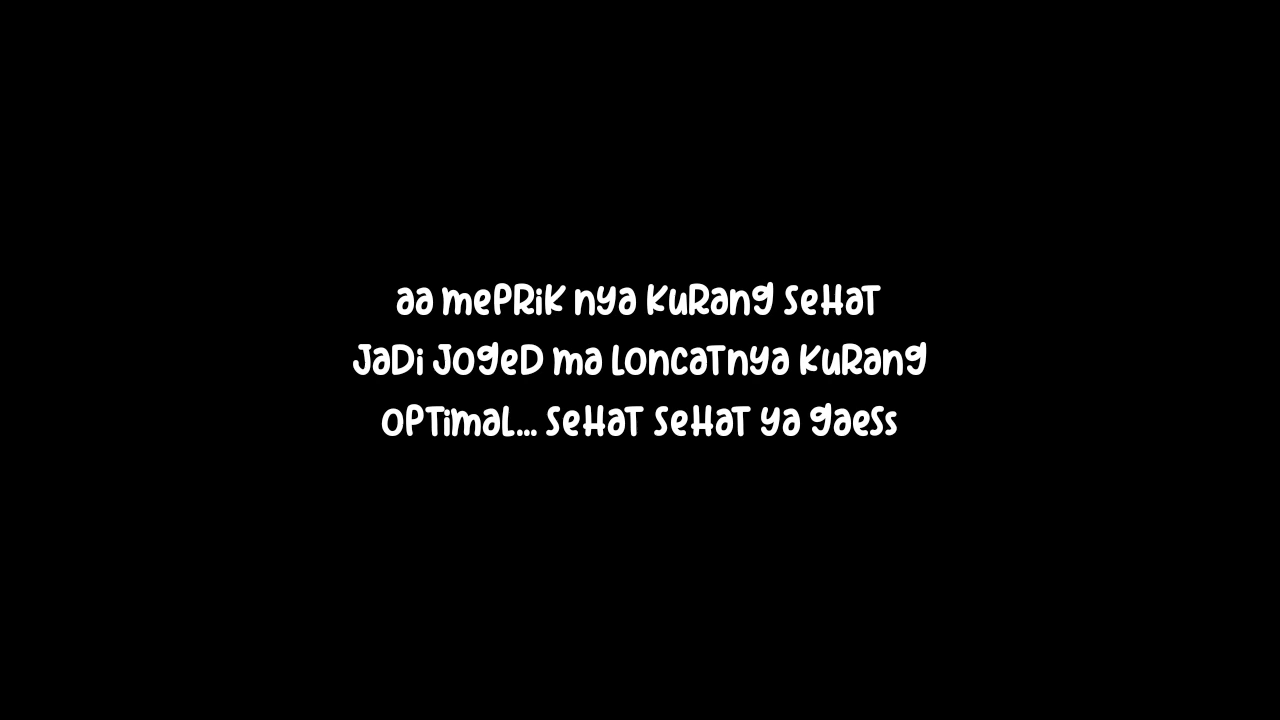 aa mePRiK nya KuRang SeHaT
JaDi JogeD ma LoncaTnya KuRang
OPTimaL... SeHaT SeHaT ya gaeSs